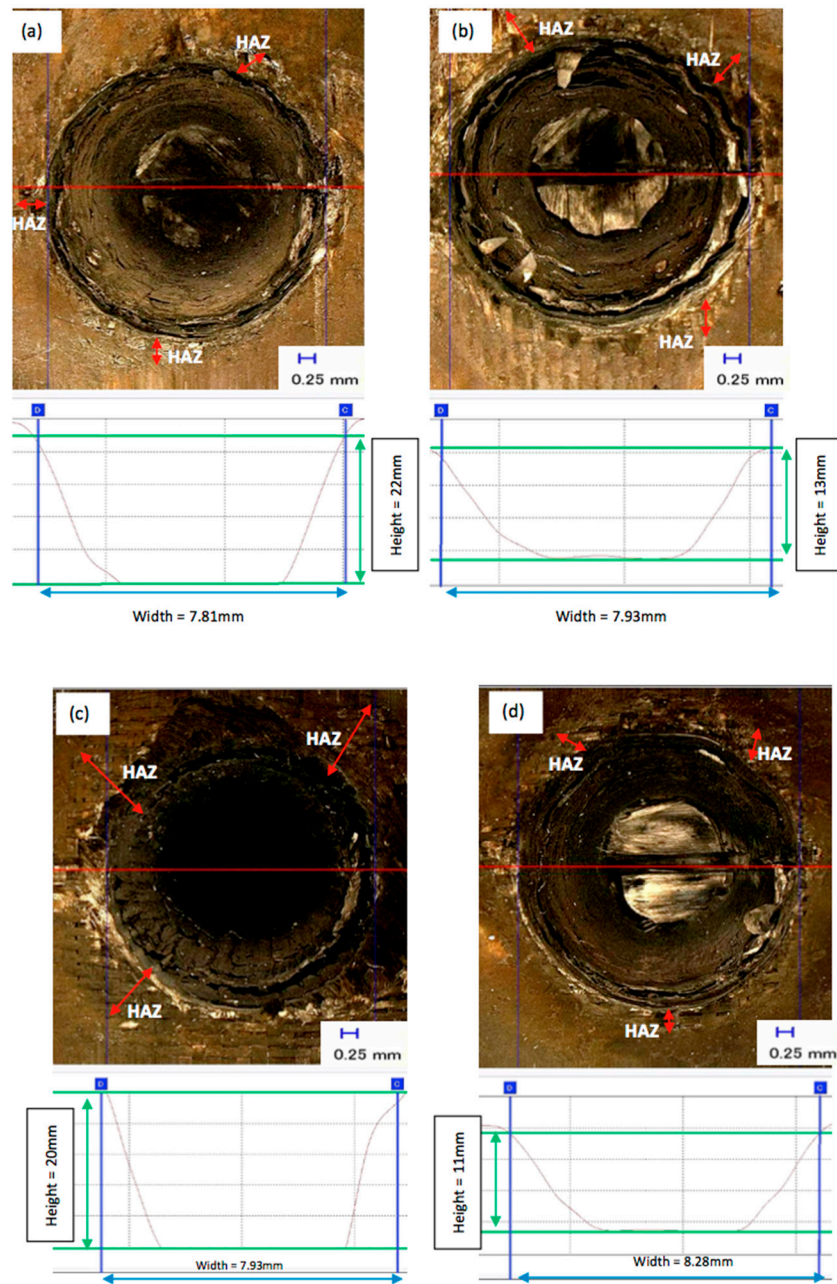 (a)
HAZ
HAZ
HAZ
0.25 mm
D
C
Height = 22mm
Width = 7.81mm
(b)
HAZ
HAZ
HAZ
0.25 mm
D
C
Height = 13mm
Width = 7.93mm
(c)
HAZ
HAZ
HAZ
0.25 mm
D
C
Height = 20mm
Width = 7.93mm
(d)
HAZ
HAZ
HAZ
0.25 mm
D
C
Height = 11mm
Width = 8.28mm